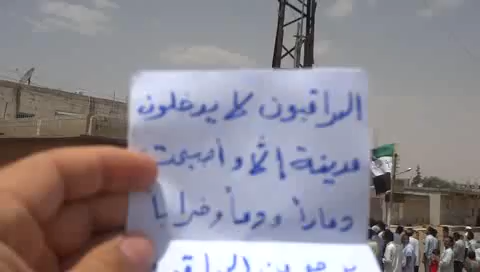 المراقبون لا يدخلون
مدينة إلا وأصبحت
دماراً ودماً وخرابا